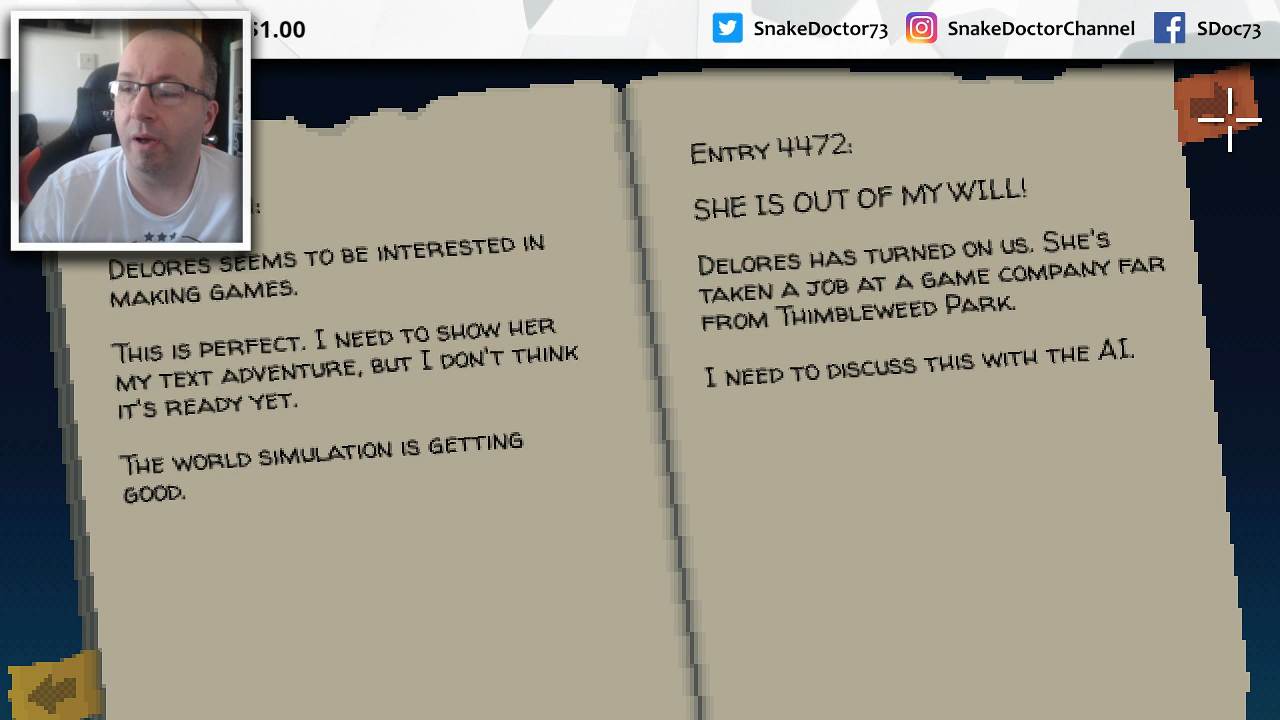 $1.00
SnakeDoctor73
SnakeDoctorChannel
SDoc73
Delores seems to be interested in
making games.
This is perfect. I need to show her
my text adventure, but I don't think
it's ready yet.
The world simulation is getting
good.
Entry 4472:
SHE IS OUT OF MY WILL!
Delores has turned on us. She's
taken a job at a game company far
from Thimbleweed Park.
I need to discuss this with the AI.